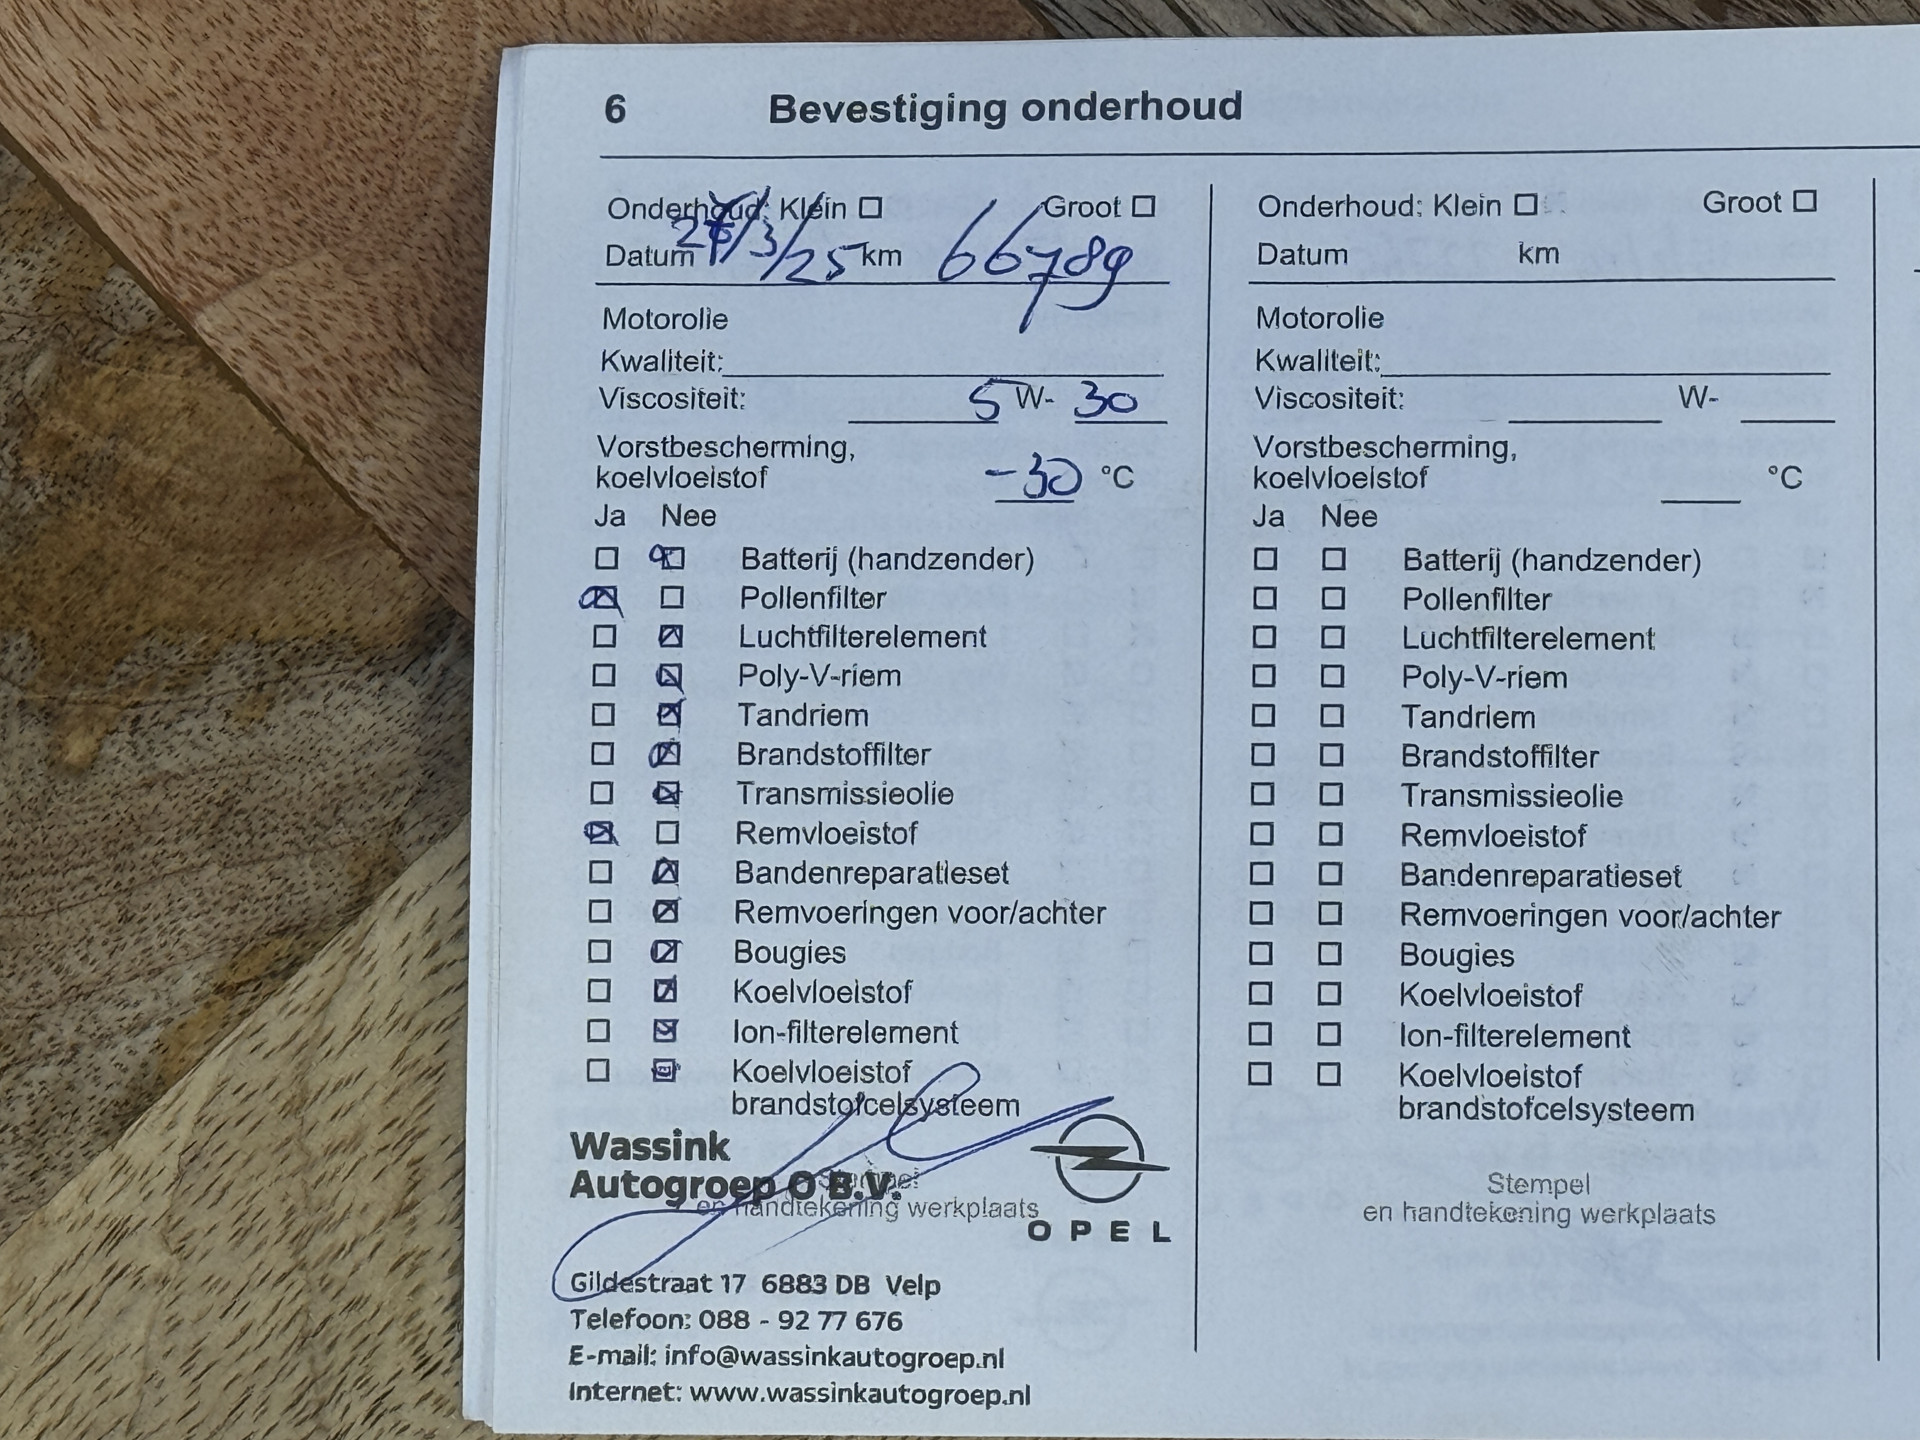 6 Bevestiging onderhoud
Onderhoud: Klein Groot
Datum /3/25 km 66789
Motorolie
Kwaliteit:
Viscositeit: 5 W- 30
Vorstbescherming,
koelvloeistof -30 °C
Ja Nee
Batterij (handzender)
Pollenfilter
Luchtfilterelement
Poly-V-riem
Tandriem
Brandstoffilter
Transmissieolie
Remvloeistof
Bandenreparatieset
Remvoeringen voor/achter
Bougies
Koelvloeistof
Ion-filterelement
Koelvloeistof
brandstofcelsysteem
Wassink
Autogroep O B.V.
Stempel
en handtekening werkplaats
OPEL
Gildestraat 17 6883 DB Velp
Telefoon: 088 - 92 77 676
E-mail: info@wassinkautogroep.nl
Internet: www.wassinkautogroep.nl
Onderhoud: Klein Groot
Datum km
Motorolie
Kwaliteit:
Viscositeit: W-
Vorstbescherming,
koelvloeistof °C
Ja Nee
Batterij (handzender)
Pollenfilter
Luchtfilterelement
Poly-V-riem
Tandriem
Brandstoffilter
Transmissieolie
Remvloeistof
Bandenreparatieset
Remvoeringen voor/achter
Bougies
Koelvloeistof
Ion-filterelement
Koelvloeistof
brandstofcelsysteem
Stempel
en handtekening werkplaats